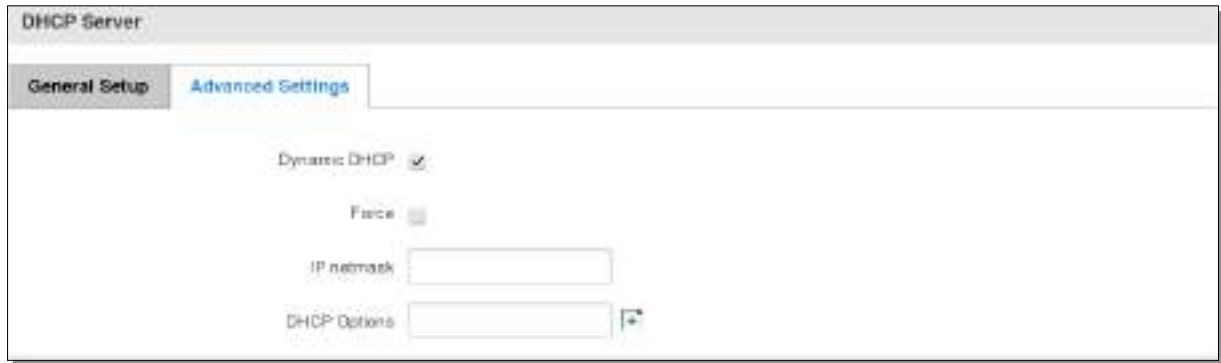 DHCP Server
General Setup Advanced Settings
Dynamic DHCP
Force
IP netmask
DHCP Options